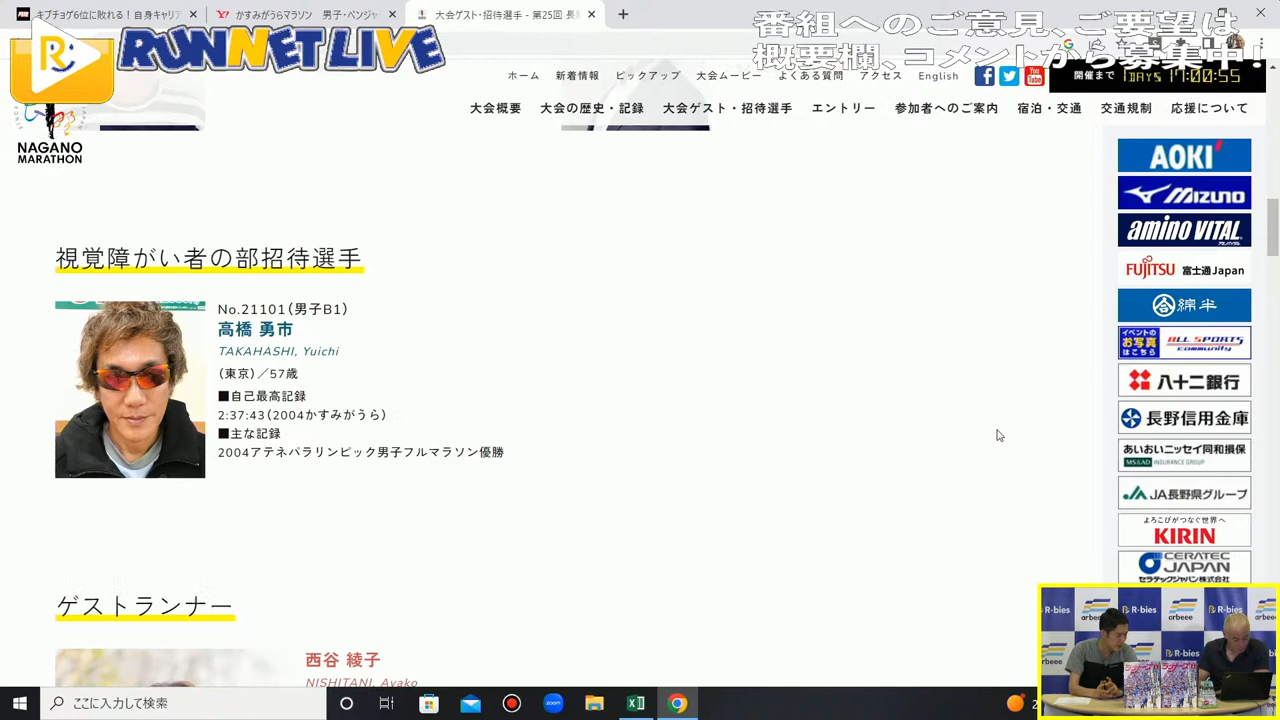 キプチョゲ6位に敗れる！自身キャリア
かすみがうらマラソン 男子・ベンジャ
大会ゲスト・招待選手 - 第25回 長野
RUNNET LIVE
番組へのご意見、ご要望は
概要欄、コメントから募集中！
ホーム 新着情報 ピックアップ 大会ムービー よくある質問 アクセス English
開催まで 1DAYS 17:00:55
大会概要 大会の歴史・記録 大会ゲスト・招待選手 エントリー 参加者へのご案内 宿泊・交通 交通規制 応援について
NAGANO
MARATHON
視覚障がい者の部招待選手
No.21101（男子B1）
高橋 勇市
TAKAHASHI, Yuichi
（東京）／57歳
■自己最高記録
2:37:43（2004かすみがうら）
■主な記録
2004アテネパラリンピック男子フルマラソン優勝
ゲストランナー
西谷 綾子
NISHITANI, Ayako
AOKI
MIZUNO
amino VITAL
FUJITSU 富士通Japan
綿半
イベントの
お写真
はこちら
ALL SPORTS
community
八十二銀行
長野信用金庫
あいおいニッセイ同和損保
MS&AD INSURANCE GROUP
JA長野県グループ
よろこびがつなぐ世界へ
KIRIN
CERATEC
JAPAN
セラテックジャパン株式会社
R-bies
arbeee
ここに入力して検索
zoom